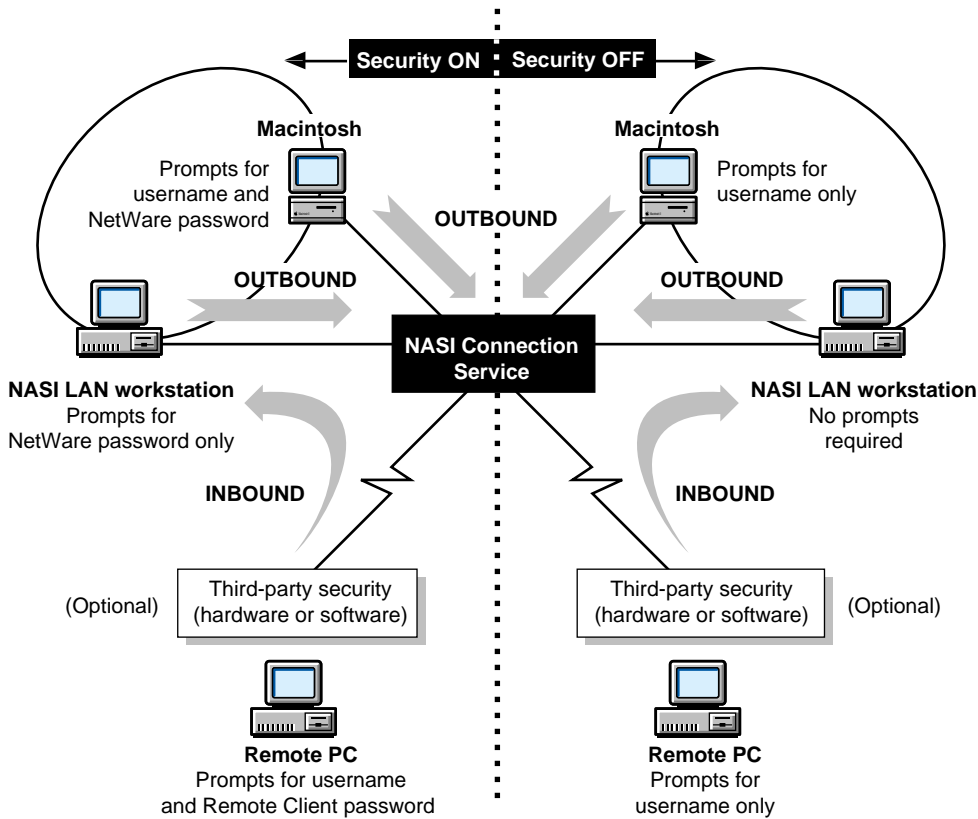 Security ON
Security OFF
Macintosh
Prompts for
username and
NetWare password
Macintosh
Prompts for
username only
OUTBOUND
OUTBOUND
OUTBOUND
NASI Connection
Service
NASI LAN workstation
Prompts for
NetWare password only
NASI LAN workstation
No prompts
required
INBOUND
INBOUND
(Optional)
Third-party security
(hardware or software)
Third-party security
(hardware or software)
(Optional)
Remote PC
Prompts for username
and Remote Client password
Remote PC
Prompts for
username only